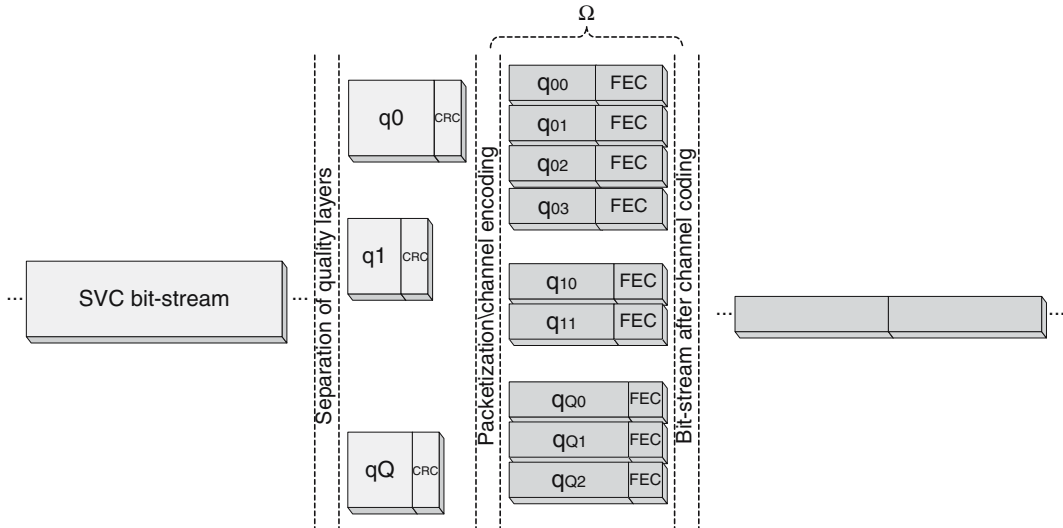 Ω
... SVC bit-stream ...
Separation of quality layers
q0 CRC
q1 CRC
qQ CRC
Packetization\channel encoding
q00 FEC
q01 FEC
q02 FEC
q03 FEC
q10 FEC
q11 FEC
qQ0 FEC
qQ1 FEC
qQ2 FEC
Bit-stream after channel coding
... ...